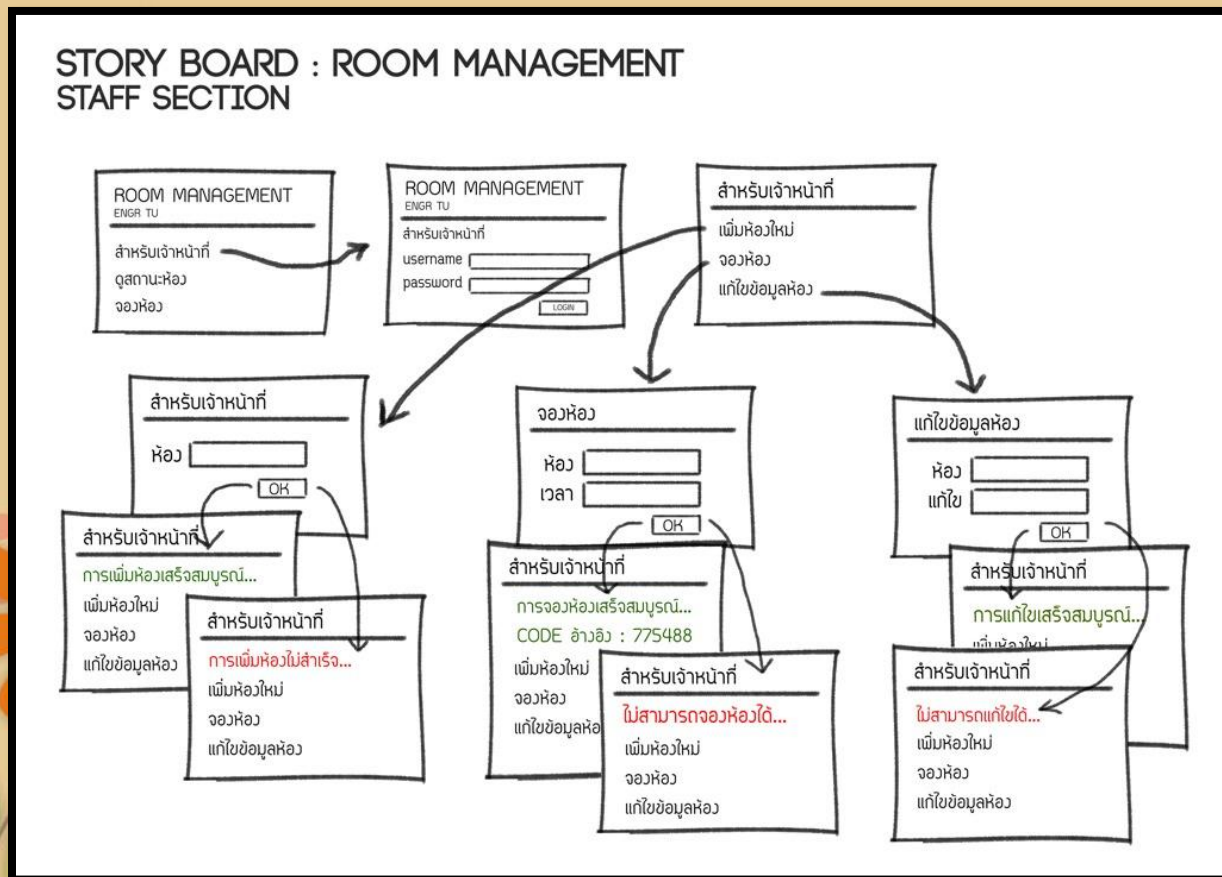 STORY BOARD : ROOM MANAGEMENT
STAFF SECTION
ROOM MANAGEMENT
ENGR TU
สำหรับเจ้าหน้าที่
ดูสถานะห้อง
จองห้อง
ROOM MANAGEMENT
ENGR TU
สำหรับเจ้าหน้าที่
username
password
LOGIN
สำหรับเจ้าหน้าที่
เพิ่มห้องใหม่
จองห้อง
แก้ไขข้อมูลห้อง
สำหรับเจ้าหน้าที่
ห้อง
OK
สำหรับเจ้าหน้าที่
การเพิ่มห้องเสร็จสมบูรณ์...
เพิ่มห้องใหม่
จองห้อง
แก้ไขข้อมูลห้อง
สำหรับเจ้าหน้าที่
การเพิ่มห้องไม่สำเร็จ...
เพิ่มห้องใหม่
จองห้อง
แก้ไขข้อมูลห้อง
จองห้อง
ห้อง
เวลา
OK
สำหรับเจ้าหน้าที่
การจองห้องเสร็จสมบูรณ์...
CODE อ้างอิง : 775488
เพิ่มห้องใหม่
จองห้อง
แก้ไขข้อมูลห้อ
สำหรับเจ้าหน้าที่
ไม่สามารถจองห้องได้...
เพิ่มห้องใหม่
จองห้อง
แก้ไขข้อมูลห้อง
แก้ไขข้อมูลห้อง
ห้อง
แก้ไข
OK
สำหรับเจ้าหน้าที่
การแก้ไขเสร็จสมบูรณ์...
เพิ่มห้องใหม่
สำหรับเจ้าหน้าที่
ไม่สามารถแก้ไขได้...
เพิ่มห้องใหม่
จองห้อง
แก้ไขข้อมูลห้อง